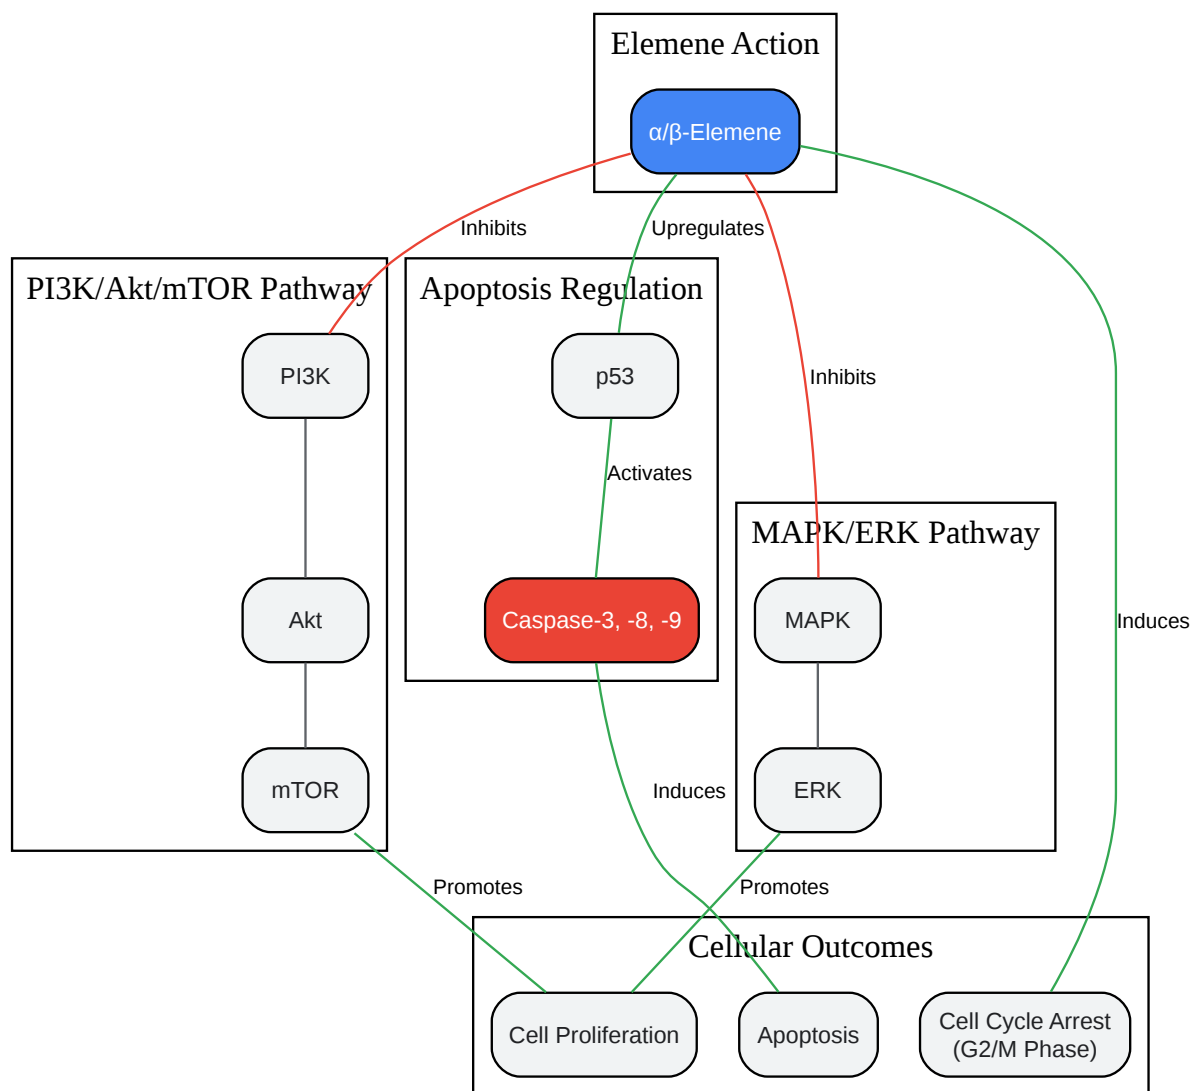 Elemene Action
α/β-Elemene
Inhibits
Upregulates
PI3K/Akt/mTOR Pathway
Apoptosis Regulation
PI3K
p53
Inhibits
Activates
MAPK/ERK Pathway
Akt
Caspase-3, -8, -9
MAPK
Induces
mTOR
Induces
ERK
Promotes
Promotes
Cellular Outcomes
Cell Proliferation
Apoptosis
Cell Cycle Arrest
(G2/M Phase)